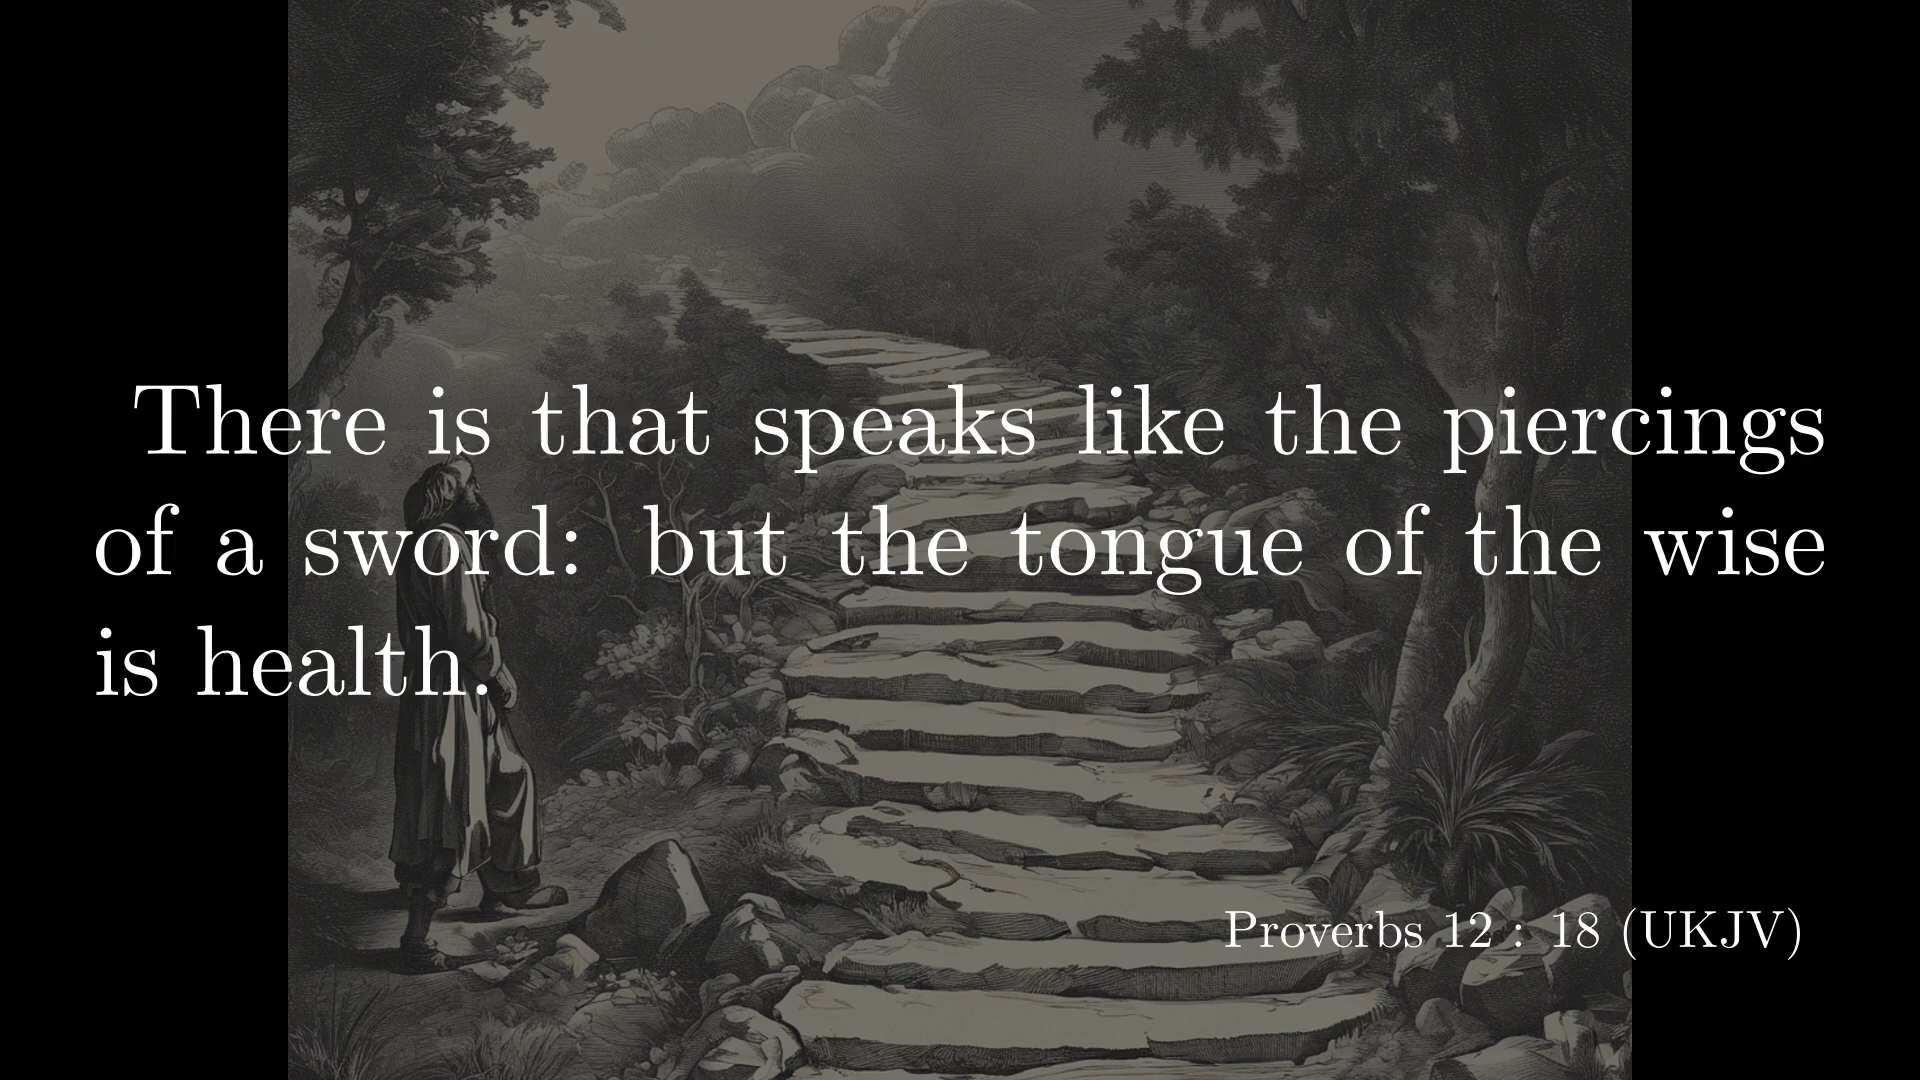 There is that speaks like the piercings
of a sword: but the tongue of the wise
is health.
Proverbs 12 : 18 (UKJV)